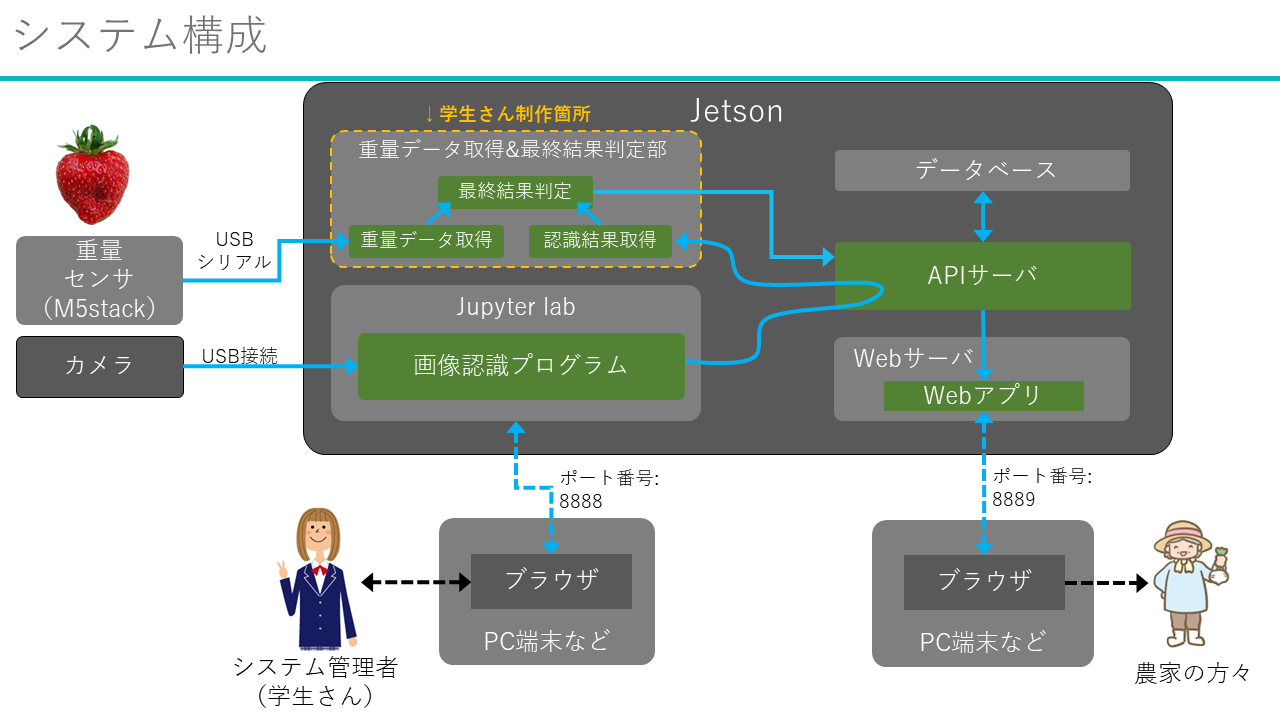 システム構成
Jetson
↓学生さん制作箇所
重量データ取得&最終結果判定部
最終結果判定
重量データ取得
認識結果取得
データベース
APIサーバ
USB
シリアル
重量
センサ
（M5stack）
Jupyter lab
画像認識プログラム
カメラ
USB接続
Webサーバ
Webアプリ
ポート番号:
8888
ポート番号:
8889
ブラウザ
PC端末など
ブラウザ
PC端末など
システム管理者
（学生さん）
農家の方々